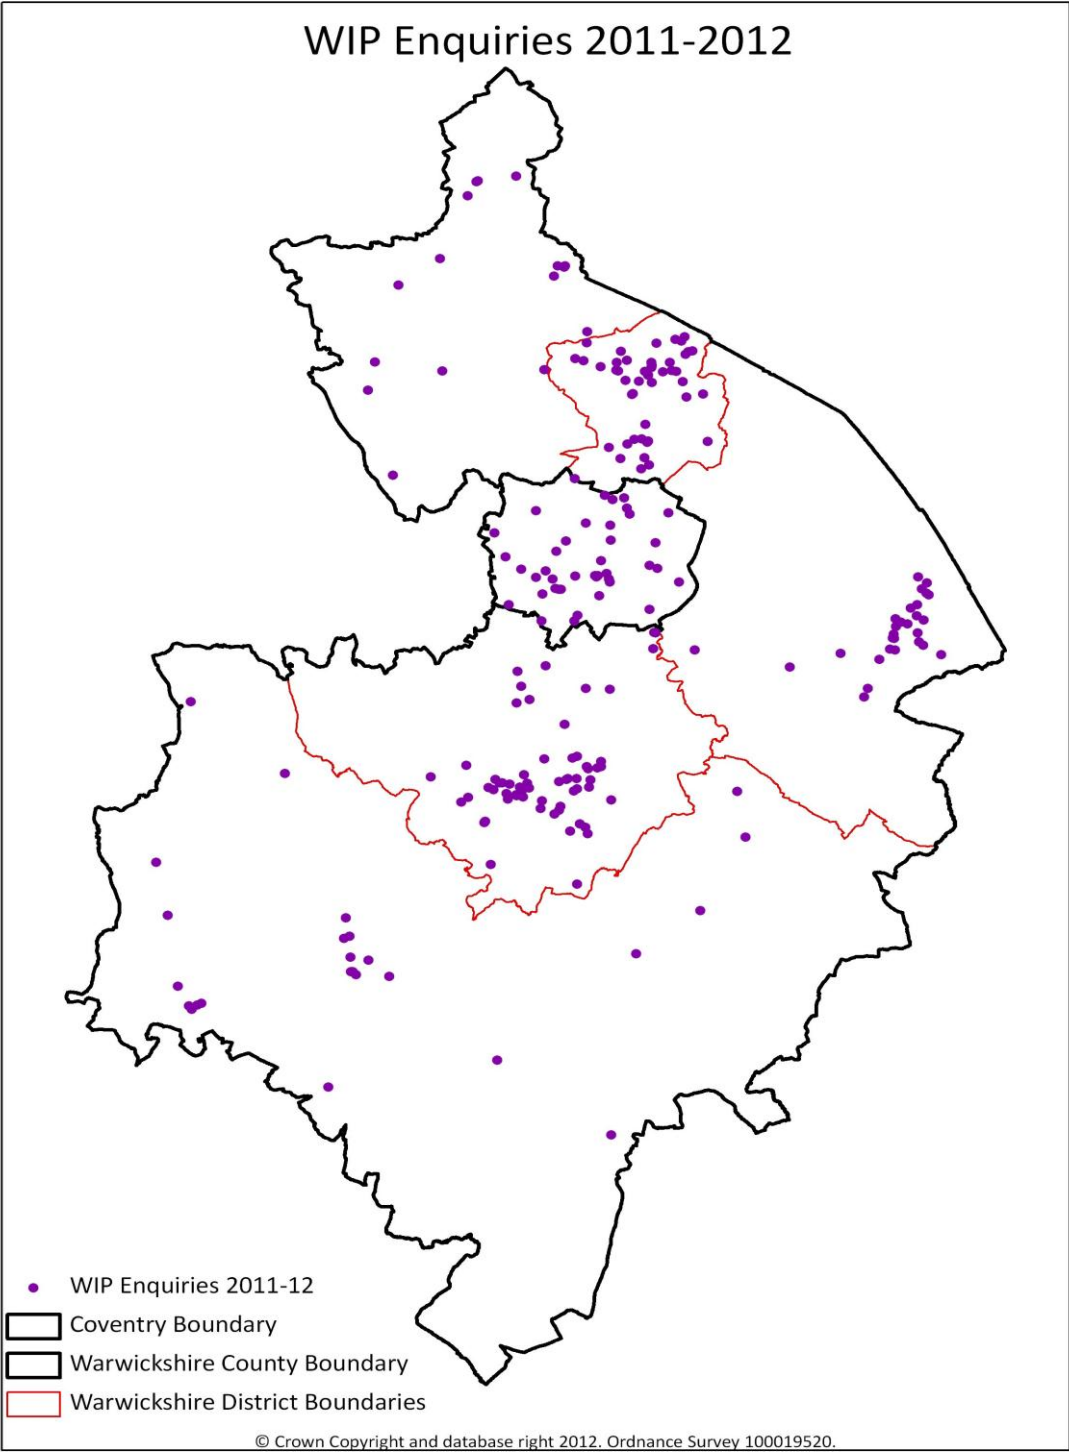 WIP Enquiries 2011-2012
WIP Enquiries 2011-12
Coventry Boundary
Warwickshire County Boundary
Warwickshire District Boundaries
© Crown Copyright and database right 2012. Ordnance Survey 100019520.